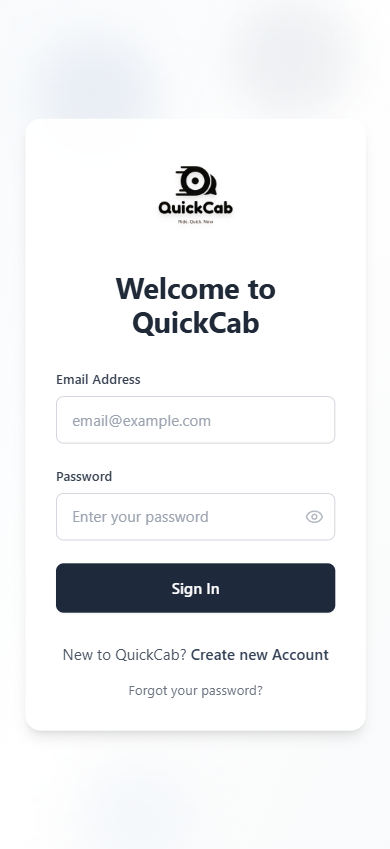 QuickCab
Ride. Quick. Now
Welcome to
QuickCab
Email Address
email@example.com
Password
Enter your password
Sign In
New to QuickCab? Create new Account
Forgot your password?